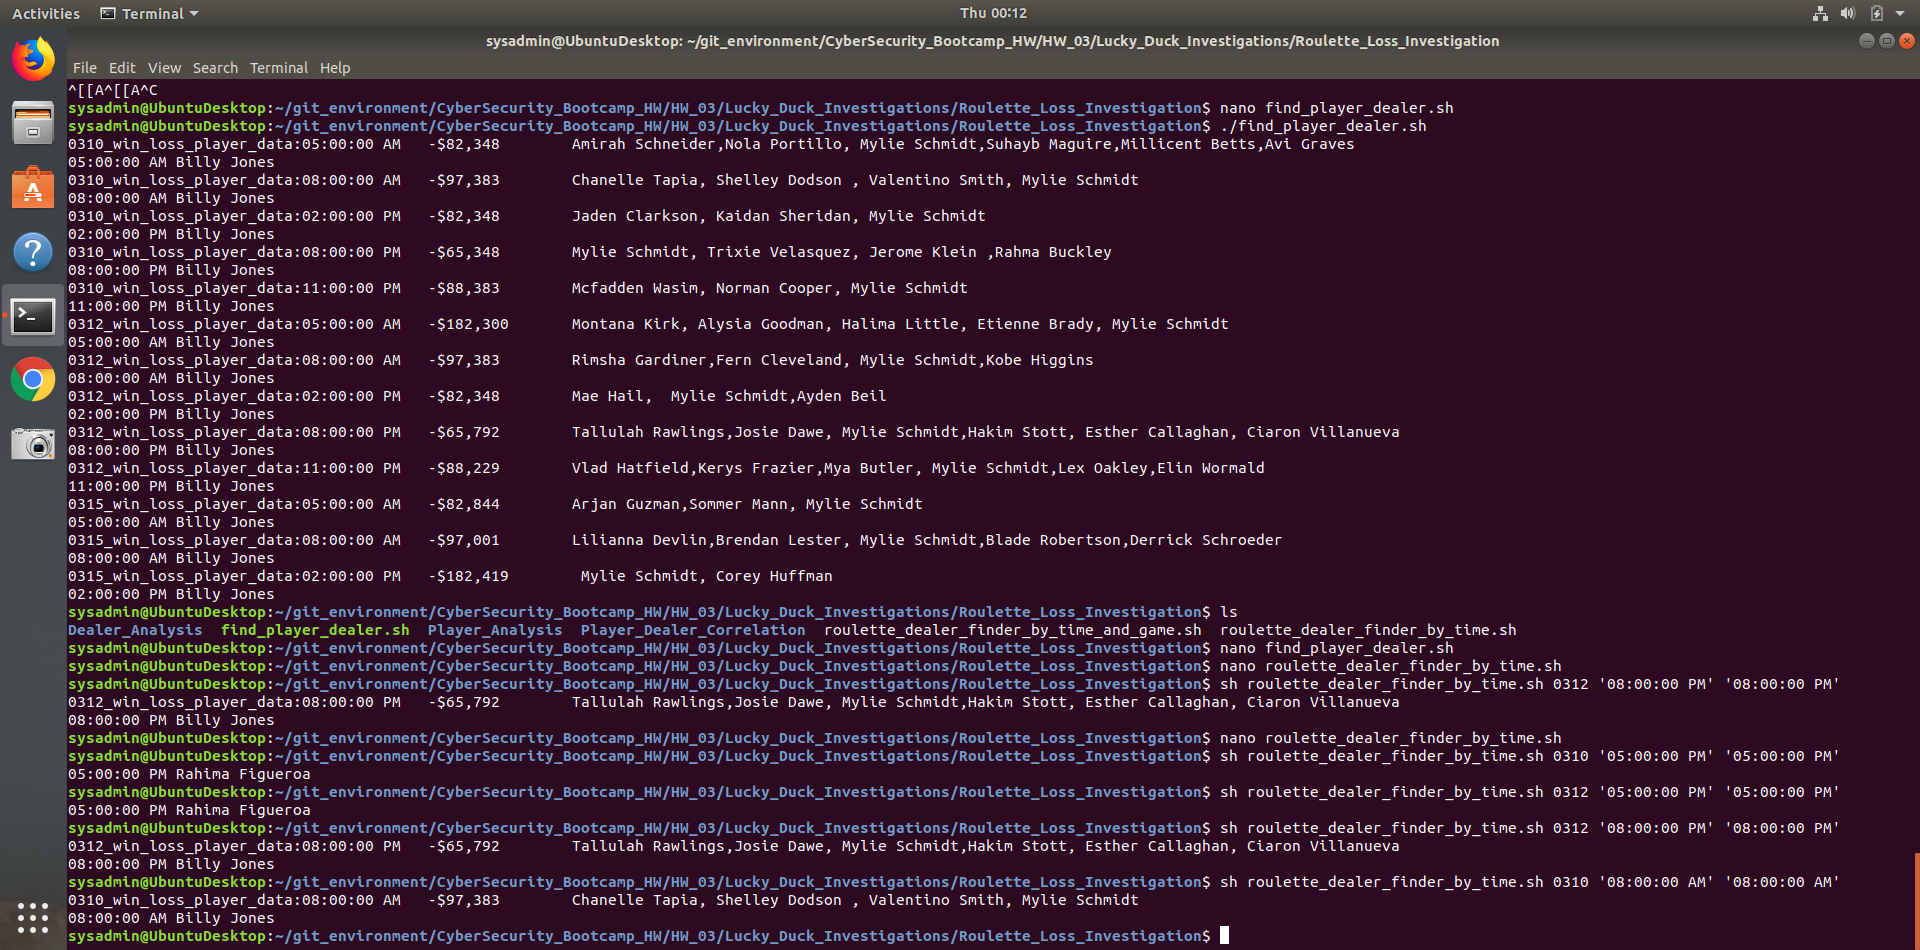 Activities Terminal Thu 00:12
sysadmin@UbuntuDesktop: ~/git_environment/CyberSecurity_Bootcamp_HW/HW_03/Lucky_Duck_Investigations/Roulette_Loss_Investigation
File Edit View Search Terminal Help
^[[A^[[A^C
sysadmin@UbuntuDesktop:~/git_environment/CyberSecurity_Bootcamp_HW/HW_03/Lucky_Duck_Investigations/Roulette_Loss_Investigation$ nano find_player_dealer.sh
sysadmin@UbuntuDesktop:~/git_environment/CyberSecurity_Bootcamp_HW/HW_03/Lucky_Duck_Investigations/Roulette_Loss_Investigation$ ./find_player_dealer.sh
0310_win_loss_player_data:05:00:00 AM   -$82,348        Amirah Schneider,Nola Portillo, Mylie Schmidt,Suhayb Maguire,Millicent Betts,Avi Graves
05:00:00 AM Billy Jones
0310_win_loss_player_data:08:00:00 AM   -$97,383        Chanelle Tapia, Shelley Dodson , Valentino Smith, Mylie Schmidt
08:00:00 AM Billy Jones
0310_win_loss_player_data:02:00:00 PM   -$82,348        Jaden Clarkson, Kaidan Sheridan, Mylie Schmidt
02:00:00 PM Billy Jones
0310_win_loss_player_data:08:00:00 PM   -$65,348        Mylie Schmidt, Trixie Velasquez, Jerome Klein ,Rahma Buckley
08:00:00 PM Billy Jones
0310_win_loss_player_data:11:00:00 PM   -$88,383        Mcfadden Wasim, Norman Cooper, Mylie Schmidt
11:00:00 PM Billy Jones
0312_win_loss_player_data:05:00:00 AM   -$182,300       Montana Kirk, Alysia Goodman, Halima Little, Etienne Brady, Mylie Schmidt
05:00:00 AM Billy Jones
0312_win_loss_player_data:08:00:00 AM   -$97,383        Rimsha Gardiner,Fern Cleveland, Mylie Schmidt,Kobe Higgins
08:00:00 AM Billy Jones
0312_win_loss_player_data:02:00:00 PM   -$82,348        Mae Hail,  Mylie Schmidt,Ayden Beil
02:00:00 PM Billy Jones
0312_win_loss_player_data:08:00:00 PM   -$65,792        Tallulah Rawlings,Josie Dawe, Mylie Schmidt,Hakim Stott, Esther Callaghan, Ciaron Villanueva
08:00:00 PM Billy Jones
0312_win_loss_player_data:11:00:00 PM   -$88,229        Vlad Hatfield,Kerys Frazier,Mya Butler, Mylie Schmidt,Lex Oakley,Elin Wormald
11:00:00 PM Billy Jones
0315_win_loss_player_data:05:00:00 AM   -$82,844        Arjan Guzman,Sommer Mann, Mylie Schmidt
05:00:00 AM Billy Jones
0315_win_loss_player_data:08:00:00 AM   -$97,001        Lilianna Devlin,Brendan Lester, Mylie Schmidt,Blade Robertson,Derrick Schroeder
08:00:00 AM Billy Jones
0315_win_loss_player_data:02:00:00 PM   -$182,419        Mylie Schmidt, Corey Huffman
02:00:00 PM Billy Jones
sysadmin@UbuntuDesktop:~/git_environment/CyberSecurity_Bootcamp_HW/HW_03/Lucky_Duck_Investigations/Roulette_Loss_Investigation$ ls
Dealer_Analysis  find_player_dealer.sh  Player_Analysis  Player_Dealer_Correlation  roulette_dealer_finder_by_time_and_game.sh  roulette_dealer_finder_by_time.sh
sysadmin@UbuntuDesktop:~/git_environment/CyberSecurity_Bootcamp_HW/HW_03/Lucky_Duck_Investigations/Roulette_Loss_Investigation$ nano find_player_dealer.sh
sysadmin@UbuntuDesktop:~/git_environment/CyberSecurity_Bootcamp_HW/HW_03/Lucky_Duck_Investigations/Roulette_Loss_Investigation$ nano roulette_dealer_finder_by_time.sh
sysadmin@UbuntuDesktop:~/git_environment/CyberSecurity_Bootcamp_HW/HW_03/Lucky_Duck_Investigations/Roulette_Loss_Investigation$ sh roulette_dealer_finder_by_time.sh 0312 '08:00:00 PM' '08:00:00 PM'
0312_win_loss_player_data:08:00:00 PM   -$65,792        Tallulah Rawlings,Josie Dawe, Mylie Schmidt,Hakim Stott, Esther Callaghan, Ciaron Villanueva
08:00:00 PM Billy Jones
sysadmin@UbuntuDesktop:~/git_environment/CyberSecurity_Bootcamp_HW/HW_03/Lucky_Duck_Investigations/Roulette_Loss_Investigation$ nano roulette_dealer_finder_by_time.sh
sysadmin@UbuntuDesktop:~/git_environment/CyberSecurity_Bootcamp_HW/HW_03/Lucky_Duck_Investigations/Roulette_Loss_Investigation$ sh roulette_dealer_finder_by_time.sh 0310 '05:00:00 PM' '05:00:00 PM'
05:00:00 PM Rahima Figueroa
sysadmin@UbuntuDesktop:~/git_environment/CyberSecurity_Bootcamp_HW/HW_03/Lucky_Duck_Investigations/Roulette_Loss_Investigation$ sh roulette_dealer_finder_by_time.sh 0312 '05:00:00 PM' '05:00:00 PM'
05:00:00 PM Rahima Figueroa
sysadmin@UbuntuDesktop:~/git_environment/CyberSecurity_Bootcamp_HW/HW_03/Lucky_Duck_Investigations/Roulette_Loss_Investigation$ sh roulette_dealer_finder_by_time.sh 0312 '08:00:00 PM' '08:00:00 PM'
0312_win_loss_player_data:08:00:00 PM   -$65,792        Tallulah Rawlings,Josie Dawe, Mylie Schmidt,Hakim Stott, Esther Callaghan, Ciaron Villanueva
08:00:00 PM Billy Jones
sysadmin@UbuntuDesktop:~/git_environment/CyberSecurity_Bootcamp_HW/HW_03/Lucky_Duck_Investigations/Roulette_Loss_Investigation$ sh roulette_dealer_finder_by_time.sh 0310 '08:00:00 AM' '08:00:00 AM'
0310_win_loss_player_data:08:00:00 AM   -$97,383        Chanelle Tapia, Shelley Dodson , Valentino Smith, Mylie Schmidt
08:00:00 AM Billy Jones
sysadmin@UbuntuDesktop:~/git_environment/CyberSecurity_Bootcamp_HW/HW_03/Lucky_Duck_Investigations/Roulette_Loss_Investigation$